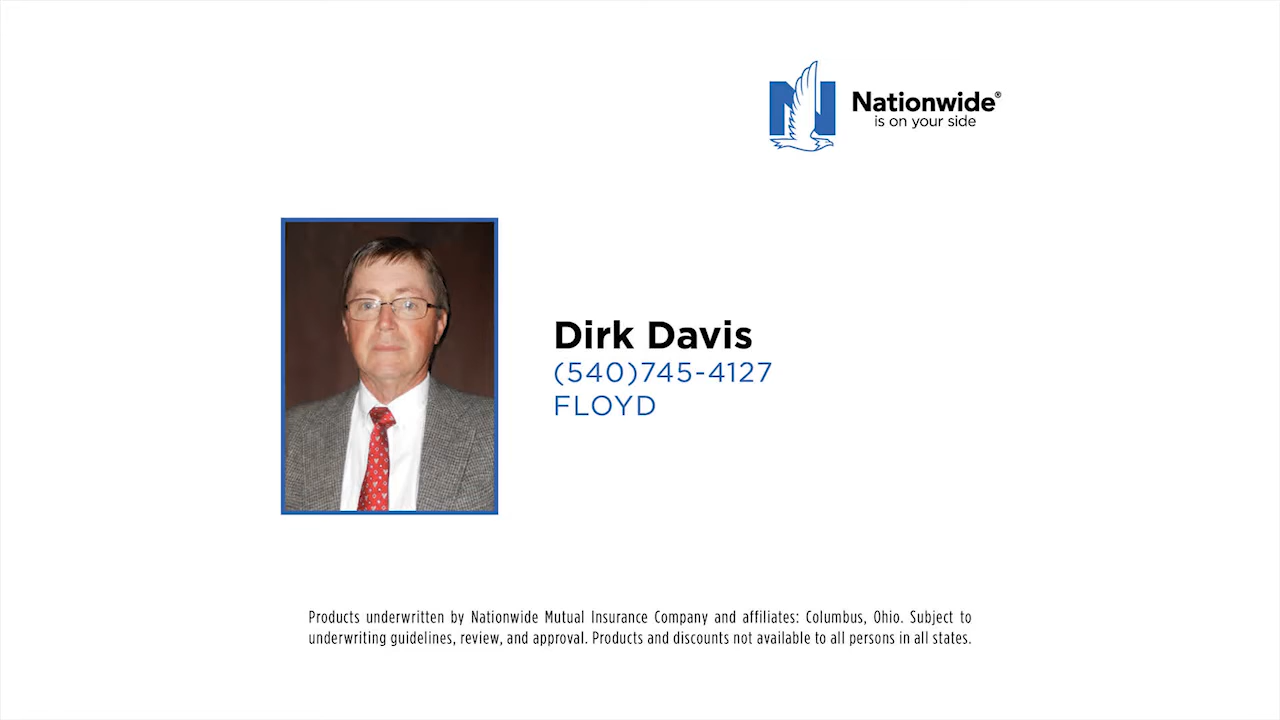 Nationwide®
is on your side
Dirk Davis
(540)745-4127
FLOYD
Products underwritten by Nationwide Mutual Insurance Company and affiliates: Columbus, Ohio. Subject to
underwriting guidelines, review, and approval. Products and discounts not available to all persons in all states.